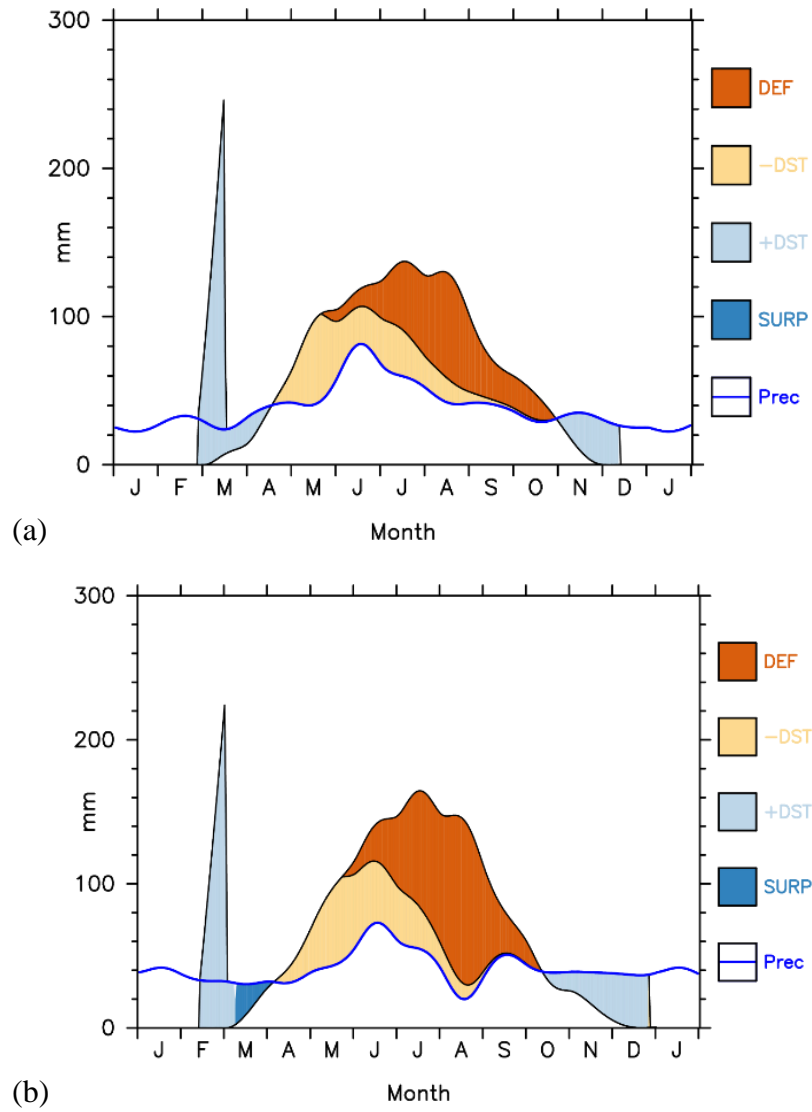 300
200
100
0
mm
J F M A M J J A S O N D J
Month
DEF
−DST
+DST
SURP
Prec
(a)
300
200
100
0
mm
J F M A M J J A S O N D J
Month
DEF
−DST
+DST
SURP
Prec
(b)